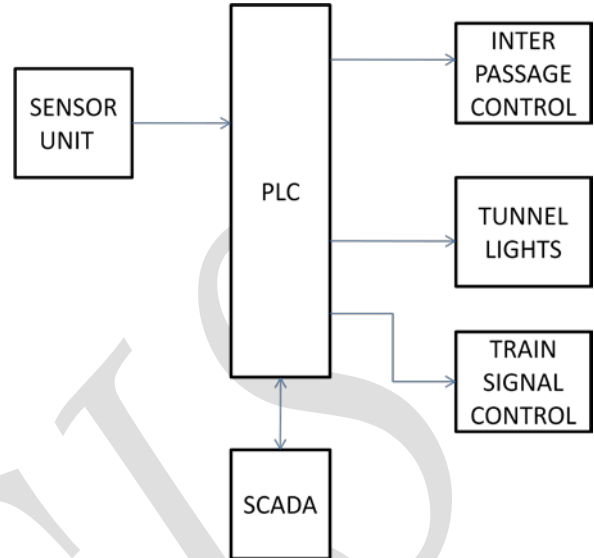 SENSOR
UNIT
PLC
INTER
PASSAGE
CONTROL
TUNNEL
LIGHTS
TRAIN
SIGNAL
CONTROL
SCADA